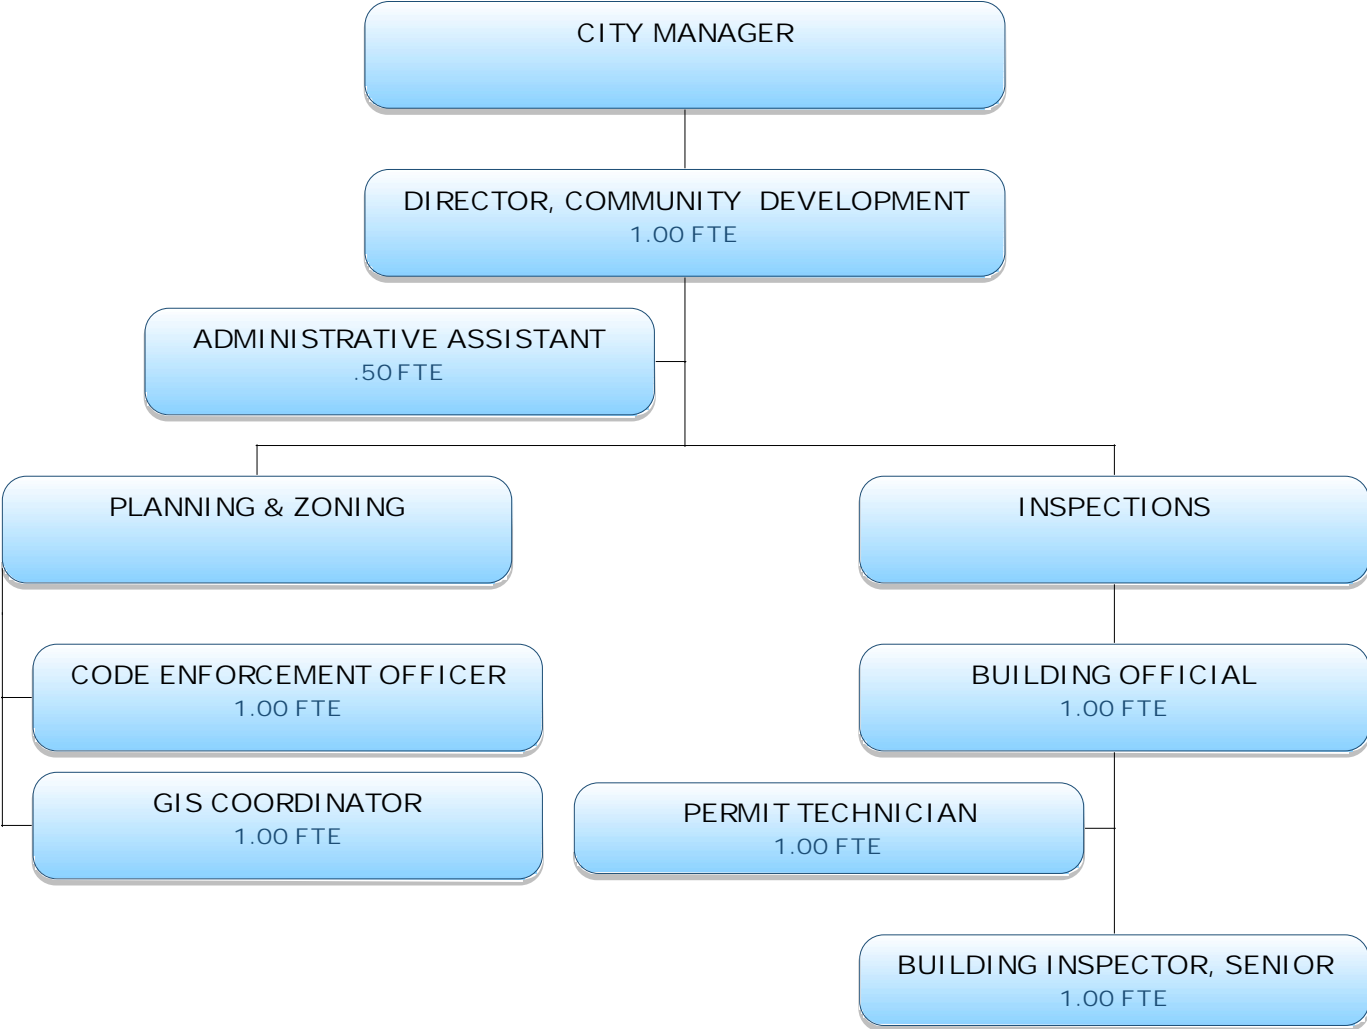 CITY MANAGER
DIRECTOR, COMMUNITY DEVELOPMENT
1.00 FTE
ADMINISTRATIVE ASSISTANT
.50 FTE
PLANNING & ZONING
INSPECTIONS
CODE ENFORCEMENT OFFICER
1.00 FTE
BUILDING OFFICIAL
1.00 FTE
GIS COORDINATOR
1.00 FTE
PERMIT TECHNICIAN
1.00 FTE
BUILDING INSPECTOR, SENIOR
1.00 FTE